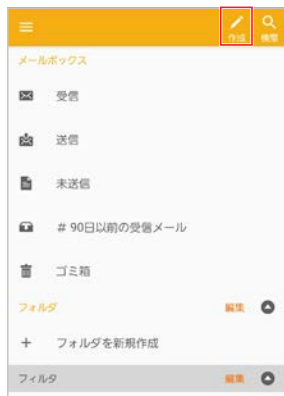 作成 検索
メールボックス
受信
送信
未送信
# 90日以前の受信メール
ゴミ箱
フォルダ 編集
フォルダを新規作成
フィルタ 編集